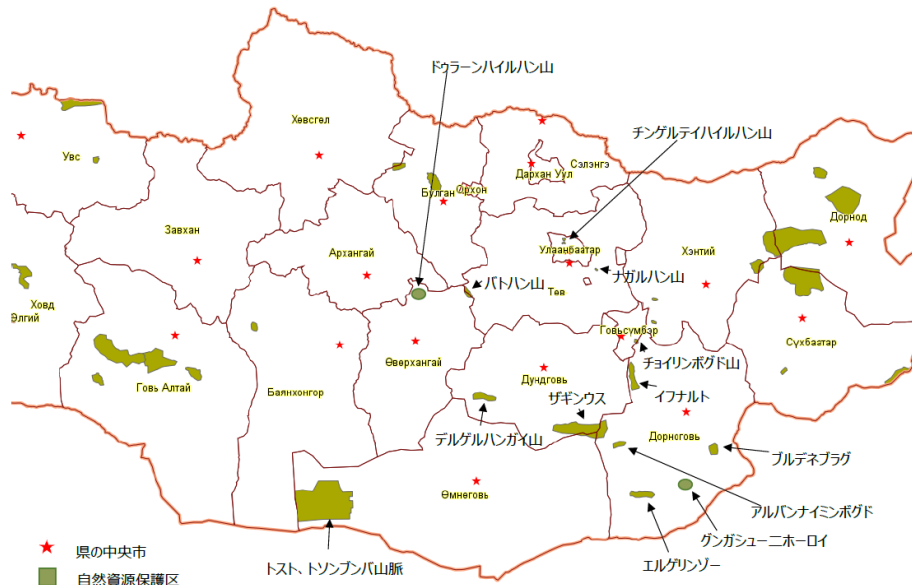 ドゥラーンハイルハン山
Хөвсгөл
チンゲルテイハイルハン山
Увс
Сэлэнгэ
Дархан Уул
Булган
Орхон
Дорнод
Завхан
Архангай
Улаанбаатар
Хэнтий
ナガルハン山
バトハン山
Төв
Ховд
Элгий
Говьсүмбэр
Сүхбаатар
Өверхангай
チョイリンボグド山
Говь Алтай
Баянхонгор
Дундговь
イフナルト
ザギンウス
Дорноговь
デルゲルハンガイ山
ブルデネブラグ
Өмнөговь
アルバンナイミンボグド
グンガシューニホーロイ
エルゲリンゾー
トスト、トソンブンバ山脈
県の中央市
自然資源保護区